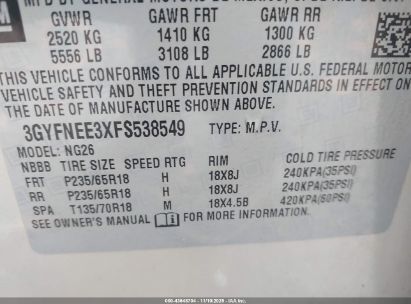 GVWR GAWR FRT GAWR RR
2520 KG 1410 KG 1300 KG
5556 LB 3108 LB 2866 LB
THIS VEHICLE CONFORMS TO ALL APPLICABLE U.S. FEDERAL MOTOR
VEHICLE SAFETY AND THEFT PREVENTION STANDARDS IN EFFECT ON
THE DATE OF MANUFACTURE SHOWN ABOVE.
3GYFNEE3XFS538549 TYPE: M.P.V.
MODEL: NG26
NBBB TIRE SIZE SPEED RTG RIM COLD TIRE PRESSURE
FRT P235/65R18 H 18X8J 240KPA(35PSI)
RR P235/65R18 H 18X8J 240KPA(35PSI)
SPA T135/70R18 M 18X4.5B 420KPA(60PSI)
SEE OWNER'S MANUAL FOR MORE INFORMATION.